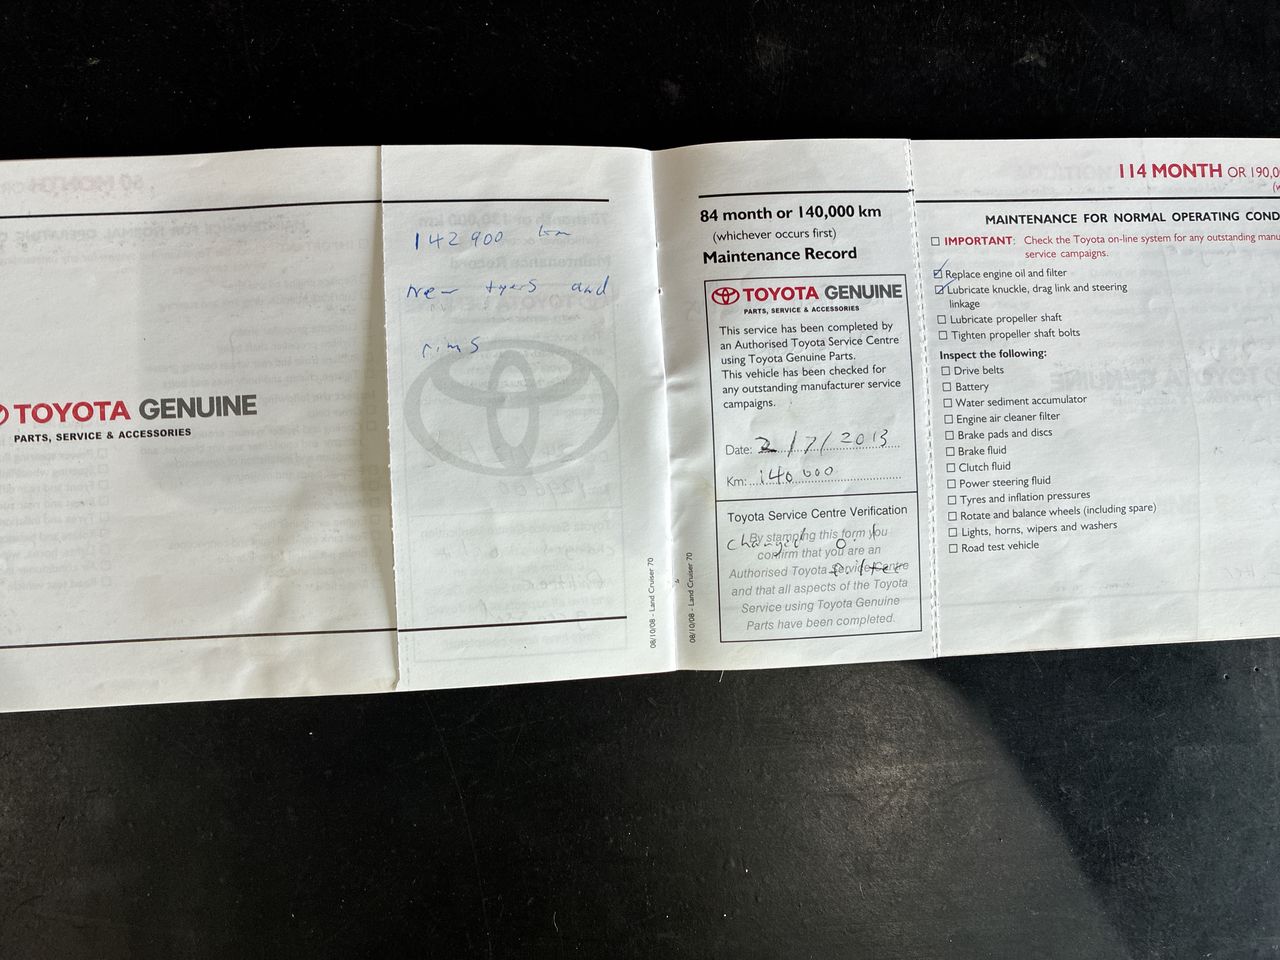 TOYOTA GENUINE
PARTS, SERVICE & ACCESSORIES
142 900 km
New tyers and
rims
08/10/08 - Land Cruiser 70
08/10/08 - Land Cruiser 70
84 month or 140,000 km
(whichever occurs first)
Maintenance Record
TOYOTA GENUINE
PARTS, SERVICE & ACCESSORIES
This service has been completed by
an Authorised Toyota Service Centre
using Toyota Genuine Parts.
This vehicle has been checked for
any outstanding manufacturer service
campaigns.
Date: 2/7/2013
Km: 140 000
Toyota Service Centre Verification
By stamping this form you
changed oil
confirm that you are an
Authorised Toyota Service Centre
and that all aspects of the Toyota
Service using Toyota Genuine
Parts have been completed.
114 MONTH OR 190,0
MAINTENANCE FOR NORMAL OPERATING COND
IMPORTANT: Check the Toyota on-line system for any outstanding manu
service campaigns.
Replace engine oil and filter
Lubricate knuckle, drag link and steering
linkage
Lubricate propeller shaft
Tighten propeller shaft bolts
Inspect the following:
Drive belts
Battery
Water sediment accumulator
Engine air cleaner filter
Brake pads and discs
Brake fluid
Clutch fluid
Power steering fluid
Tyres and inflation pressures
Rotate and balance wheels (including spare)
Lights, horns, wipers and washers
Road test vehicle